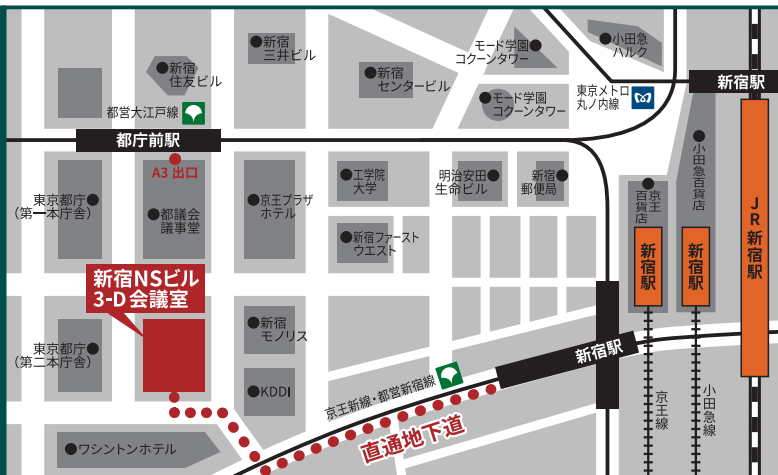 新宿
三井ビル
モード学園
コクーンタワー
小田急
ハルク
新宿
住友ビル
新宿
センタービル
モード学園
コクーンタワー
東京メトロ
丸ノ内線
新宿駅
都営大江戸線
都庁前駅
A3 出口
東京都庁
(第一本庁舎)
都議会
議事堂
京王プラザ
ホテル
工学院
大学
明治安田
生命ビル
新宿
郵便局
京王
百貨店
小田急百貨店
JR新宿駅
新宿ファースト
ウエスト
新宿駅
新宿駅
新宿NSビル
3-D会議室
東京都庁
(第二本庁舎)
新宿
モノリス
新宿駅
KDDI
京王新線・都営新宿線
直通地下道
京王線
小田急線
ワシントンホテル